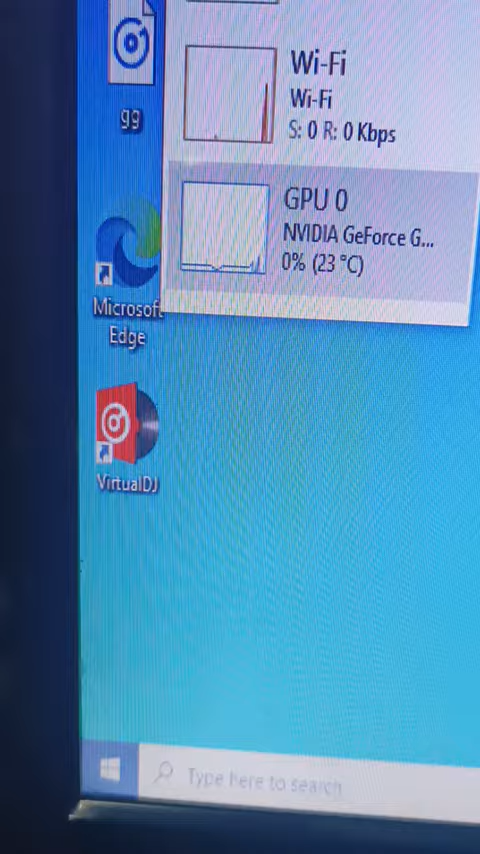 Wi-Fi
Wi-Fi
S: 0 R: 0 Kbps
gg
GPU 0
NVIDIA GeForce G...
0% (23 °C)
Microsoft
Edge
VirtualDJ
Type here to search